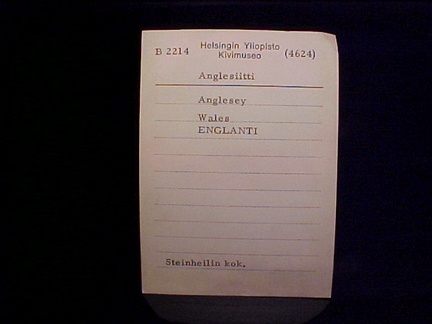 B 2214 Helsingin Yliopisto (4624)
Kivimuseo
Anglesiitti
Anglesey
Wales
ENGLANTI
Steinheilin kok.